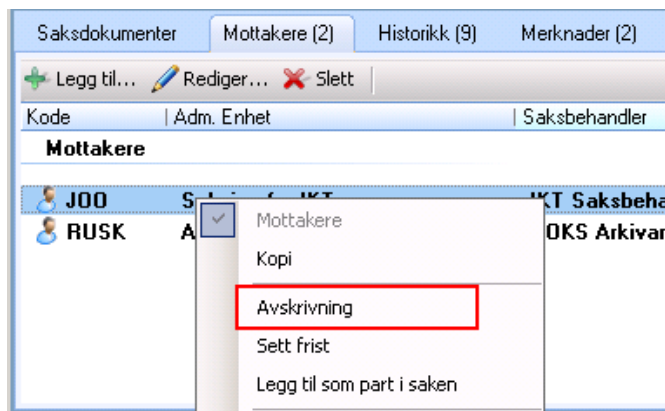 Saksdokumenter Mottakere (2) Historikk (9) Merknader (2)
Legg til... Rediger... Slett
Kode Adm. Enhet Saksbehandler
Mottakere
JOO
RUSK
Mottakere
Kopi
Avskrivning
Sett frist
Legg til som part i saken